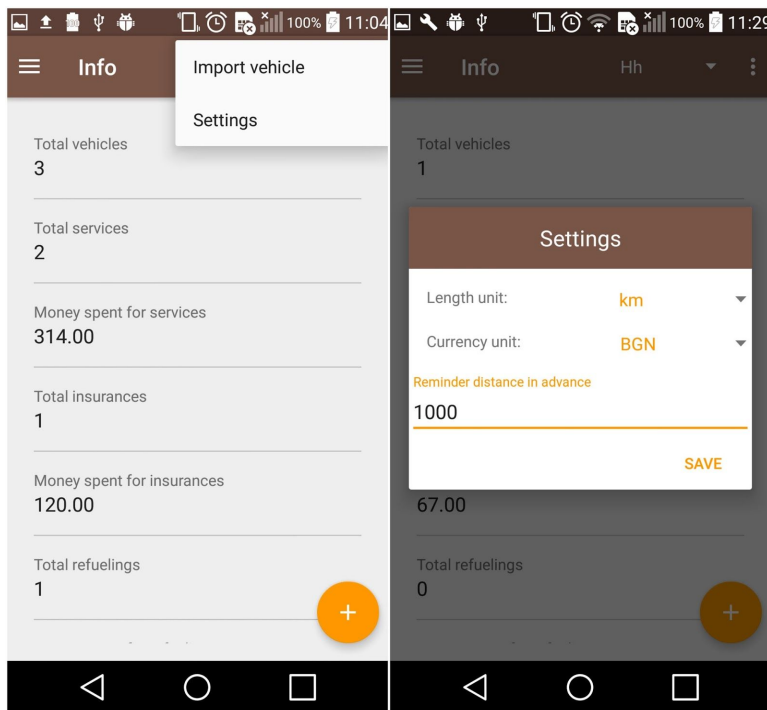 100% 11:04
Info
Import vehicle
Settings
Total vehicles
3
Total services
2
Money spent for services
314.00
Total insurances
1
Money spent for insurances
120.00
Total refuelings
1
+
100% 11:29
Info Hh
Total vehicles
1
Settings
Length unit: km
Currency unit: BGN
Reminder distance in advance
1000
SAVE
67.00
Total refuelings
0
+